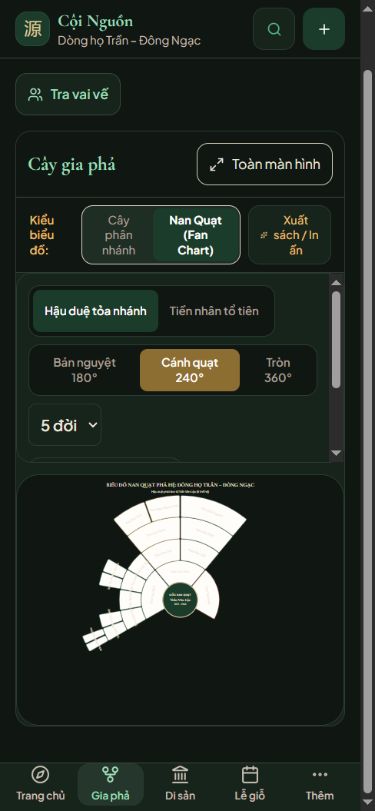 源
Cội Nguồn
Dòng họ Trần – Đông Ngạc
Tra vai vế
Cây gia phả
Toàn màn hình
Kiểu
biểu
đồ:
Cây
phân
nhánh
Nan Quạt
(Fan
Chart)
Xuất
sách / In
ấn
Hậu duệ tỏa nhánh
Tiền nhân tổ tiên
Bán nguyệt
180°
Cánh quạt
240°
Tròn
360°
5 đời
BIỂU ĐỒ NAN QUẠT PHẢ HỆ: DÒNG HỌ TRẦN – ĐÔNG NGẠC
Trang chủ
Gia phả
Di sản
Lễ giỗ
Thêm